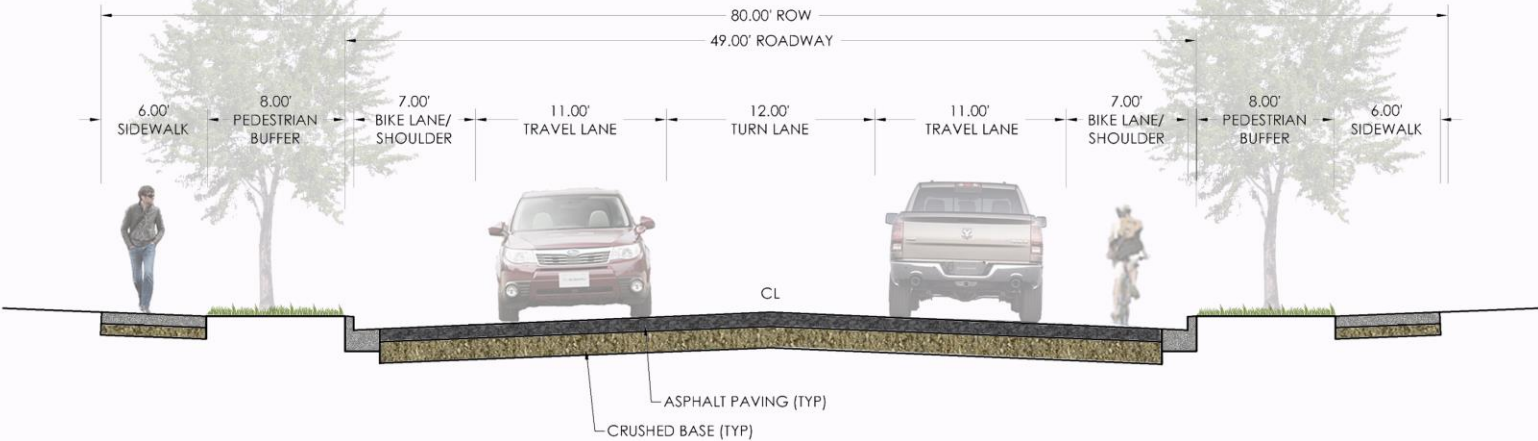 80.00' ROW
49.00' ROADWAY
6.00'
SIDEWALK
8.00'
PEDESTRIAN
BUFFER
7.00'
BIKE LANE/
SHOULDER
11.00'
TRAVEL LANE
12.00'
TURN LANE
11.00'
TRAVEL LANE
7.00'
BIKE LANE/
SHOULDER
8.00'
PEDESTRIAN
BUFFER
6.00'
SIDEWALK
CL
ASPHALT PAVING (TYP)
CRUSHED BASE (TYP)